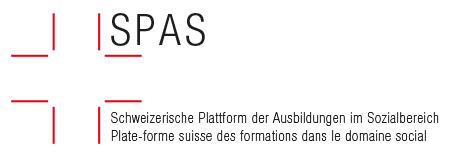 SPAS
Schweizerische Plattform der Ausbildungen im Sozialbereich
Plate-forme suisse des formations dans le domaine social